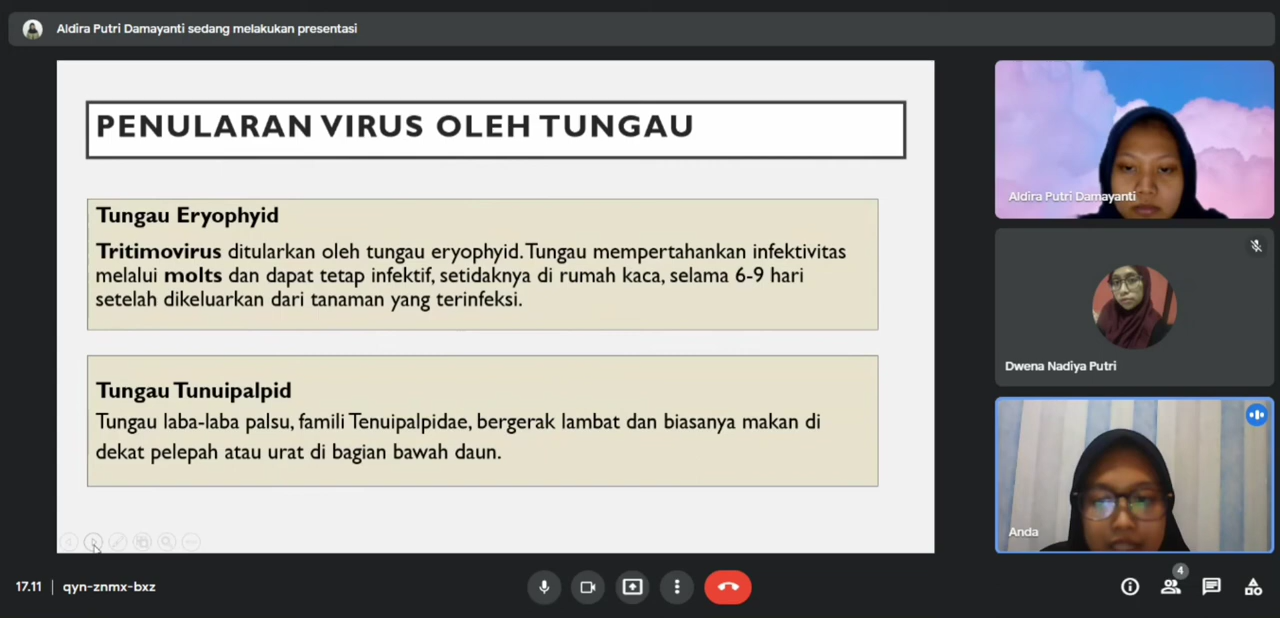 Aldira Putri Damayanti sedang melakukan presentasi
PENULARAN VIRUS OLEH TUNGAU
Tungau Eryophyid
Tritimovirus ditularkan oleh tungau eryophyid. Tungau mempertahankan infektivitas
melalui molts dan dapat tetap infektif, setidaknya di rumah kaca, selama 6-9 hari
setelah dikeluarkan dari tanaman yang terinfeksi.
Tungau Tunuipalpid
Tungau laba-laba palsu, famili Tenuipalpidae, bergerak lambat dan biasanya makan di
dekat pelepah atau urat di bagian bawah daun.
Aldira Putri Damayanti
Dwena Nadiya Putri
Anda
17.11 | qyn-znmx-bxz
4